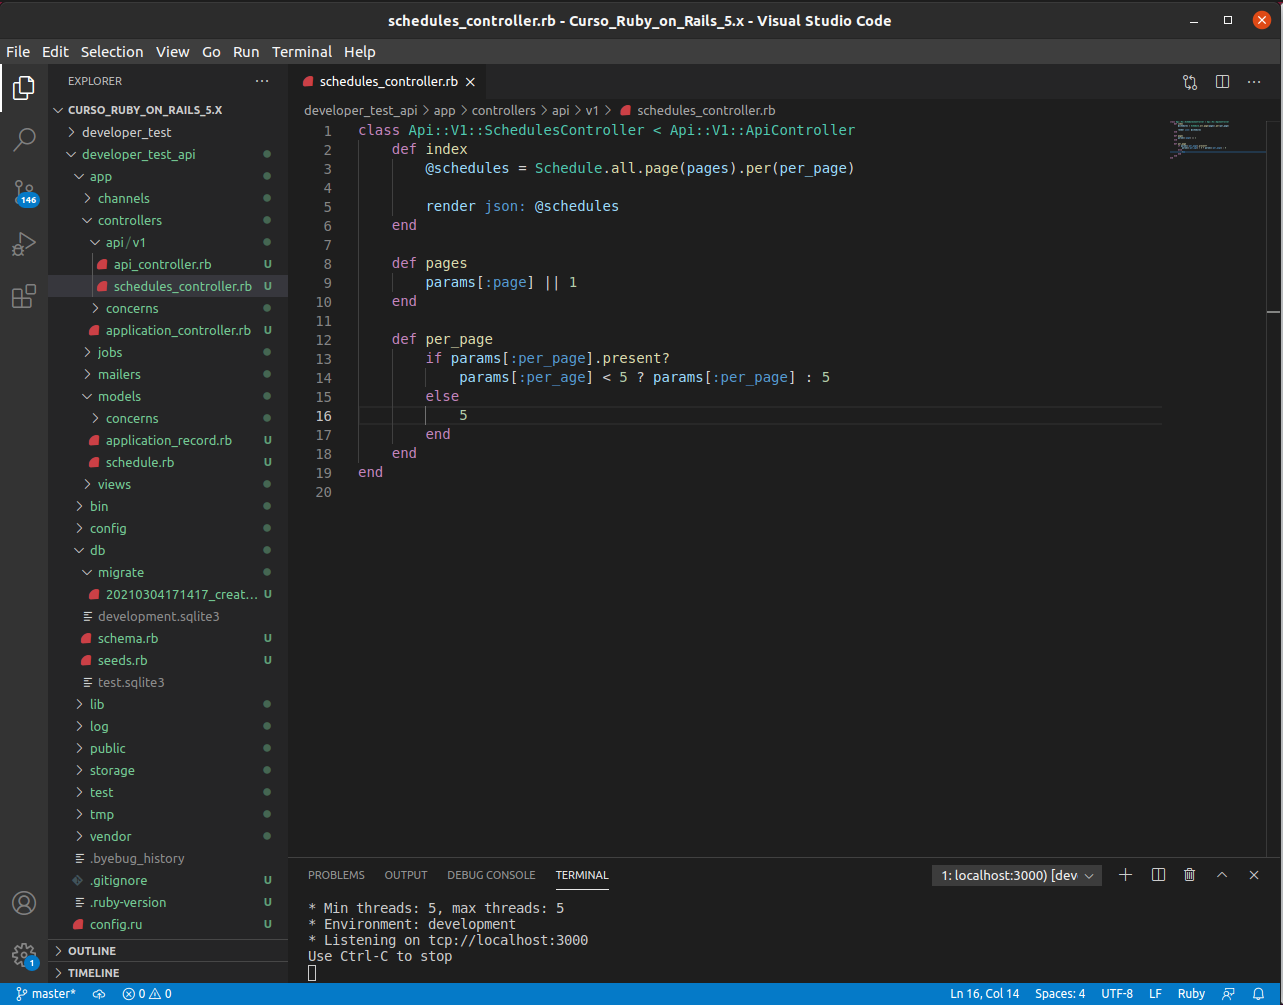 schedules_controller.rb - Curso_Ruby_on_Rails_5.x - Visual Studio Code
File Edit Selection View Go Run Terminal Help
EXPLORER
CURSO_RUBY_ON_RAILS_5.X
developer_test
developer_test_api
app
channels
controllers
api/v1
api_controller.rb U
schedules_controller.rb U
concerns
application_controller.rb U
jobs
mailers
models
concerns
application_record.rb U
schedule.rb U
views
bin
config
db
migrate
20210304171417_creat... U
development.sqlite3
schema.rb U
seeds.rb U
test.sqlite3
lib
log
public
storage
test
tmp
vendor
.byebug_history
.gitignore U
.ruby-version U
config.ru U
OUTLINE
TIMELINE
146
1
schedules_controller.rb
developer_test_api > app > controllers > api > v1 > schedules_controller.rb
1 class Api::V1::SchedulesController < Api::V1::ApiController
2 def index
3 @schedules = Schedule.all.page(pages).per(per_page)
4
5 render json: @schedules
6 end
7
8 def pages
9 params[:page] || 1
10 end
11
12 def per_page
13 if params[:per_page].present?
14 params[:per_age] < 5 ? params[:per_page] : 5
15 else
16 5
17 end
18 end
19 end
20
PROBLEMS OUTPUT DEBUG CONSOLE TERMINAL
1: localhost:3000) [dev
* Min threads: 5, max threads: 5
* Environment: development
* Listening on tcp://localhost:3000
Use Ctrl-C to stop
master* 0 0 Ln 16, Col 14 Spaces: 4 UTF-8 LF Ruby